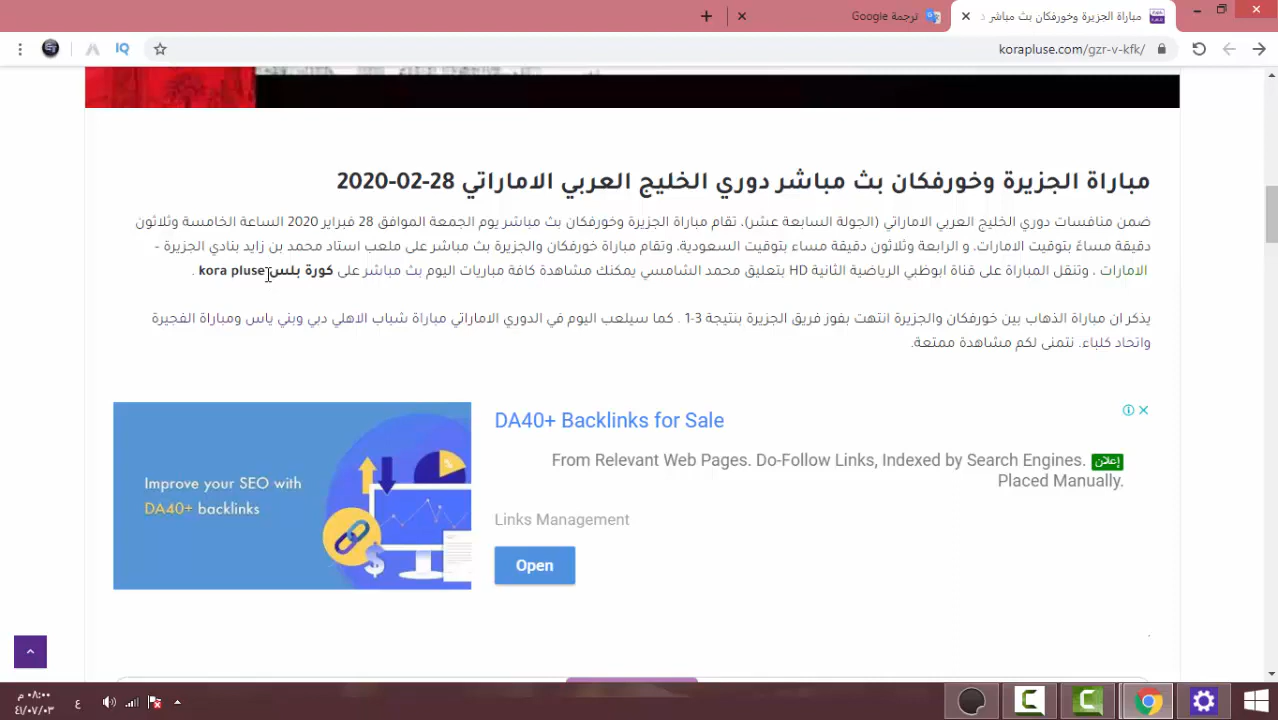 مباراة الجزيرة وخورفكان بث مباشر د
ترجمة Google
korapluse.com/gzr-v-kfk/
IQ
مباراة الجزيرة وخورفكان بث مباشر دوري الخليج العربي الاماراتي 28-02-2020
ضمن منافسات دوري الخليج العربي الاماراتي (الجولة السابعة عشر)، تقام مباراة الجزيرة وخورفكان بث مباشر يوم الجمعة الموافق 28 فبراير 2020 الساعة الخامسة وثلاثون
دقيقة مساءً بتوقيت الامارات، و الرابعة وثلاثون دقيقة مساء بتوقيت السعودية، وتقام مباراة خورفكان والجزيرة بث مباشر على ملعب استاد محمد بن زايد بنادي الجزيرة –
الامارات ، وتنقل المباراة على قناة ابوظبي الرياضية الثانية HD بتعليق محمد الشامسي يمكنك مشاهدة كافة مباريات اليوم بث مباشر على كورة بلس kora pluse .
يذكر ان مباراة الذهاب بين خورفكان والجزيرة انتهت بفوز فريق الجزيرة بنتيجة 3-1 . كما سيلعب اليوم في الدوري الاماراتي مباراة شباب الاهلي دبي وبني ياس ومباراة الفجيرة
واتحاد كلباء. نتمنى لكم مشاهدة ممتعة.
DA40+ Backlinks for Sale
From Relevant Web Pages. Do-Follow Links, Indexed by Search Engines.
إعلان
Placed Manually.
Improve your SEO with
DA40+ backlinks
Links Management
Open
٠٨:٠٠ م
٤١/٠٧/٠٣
ع